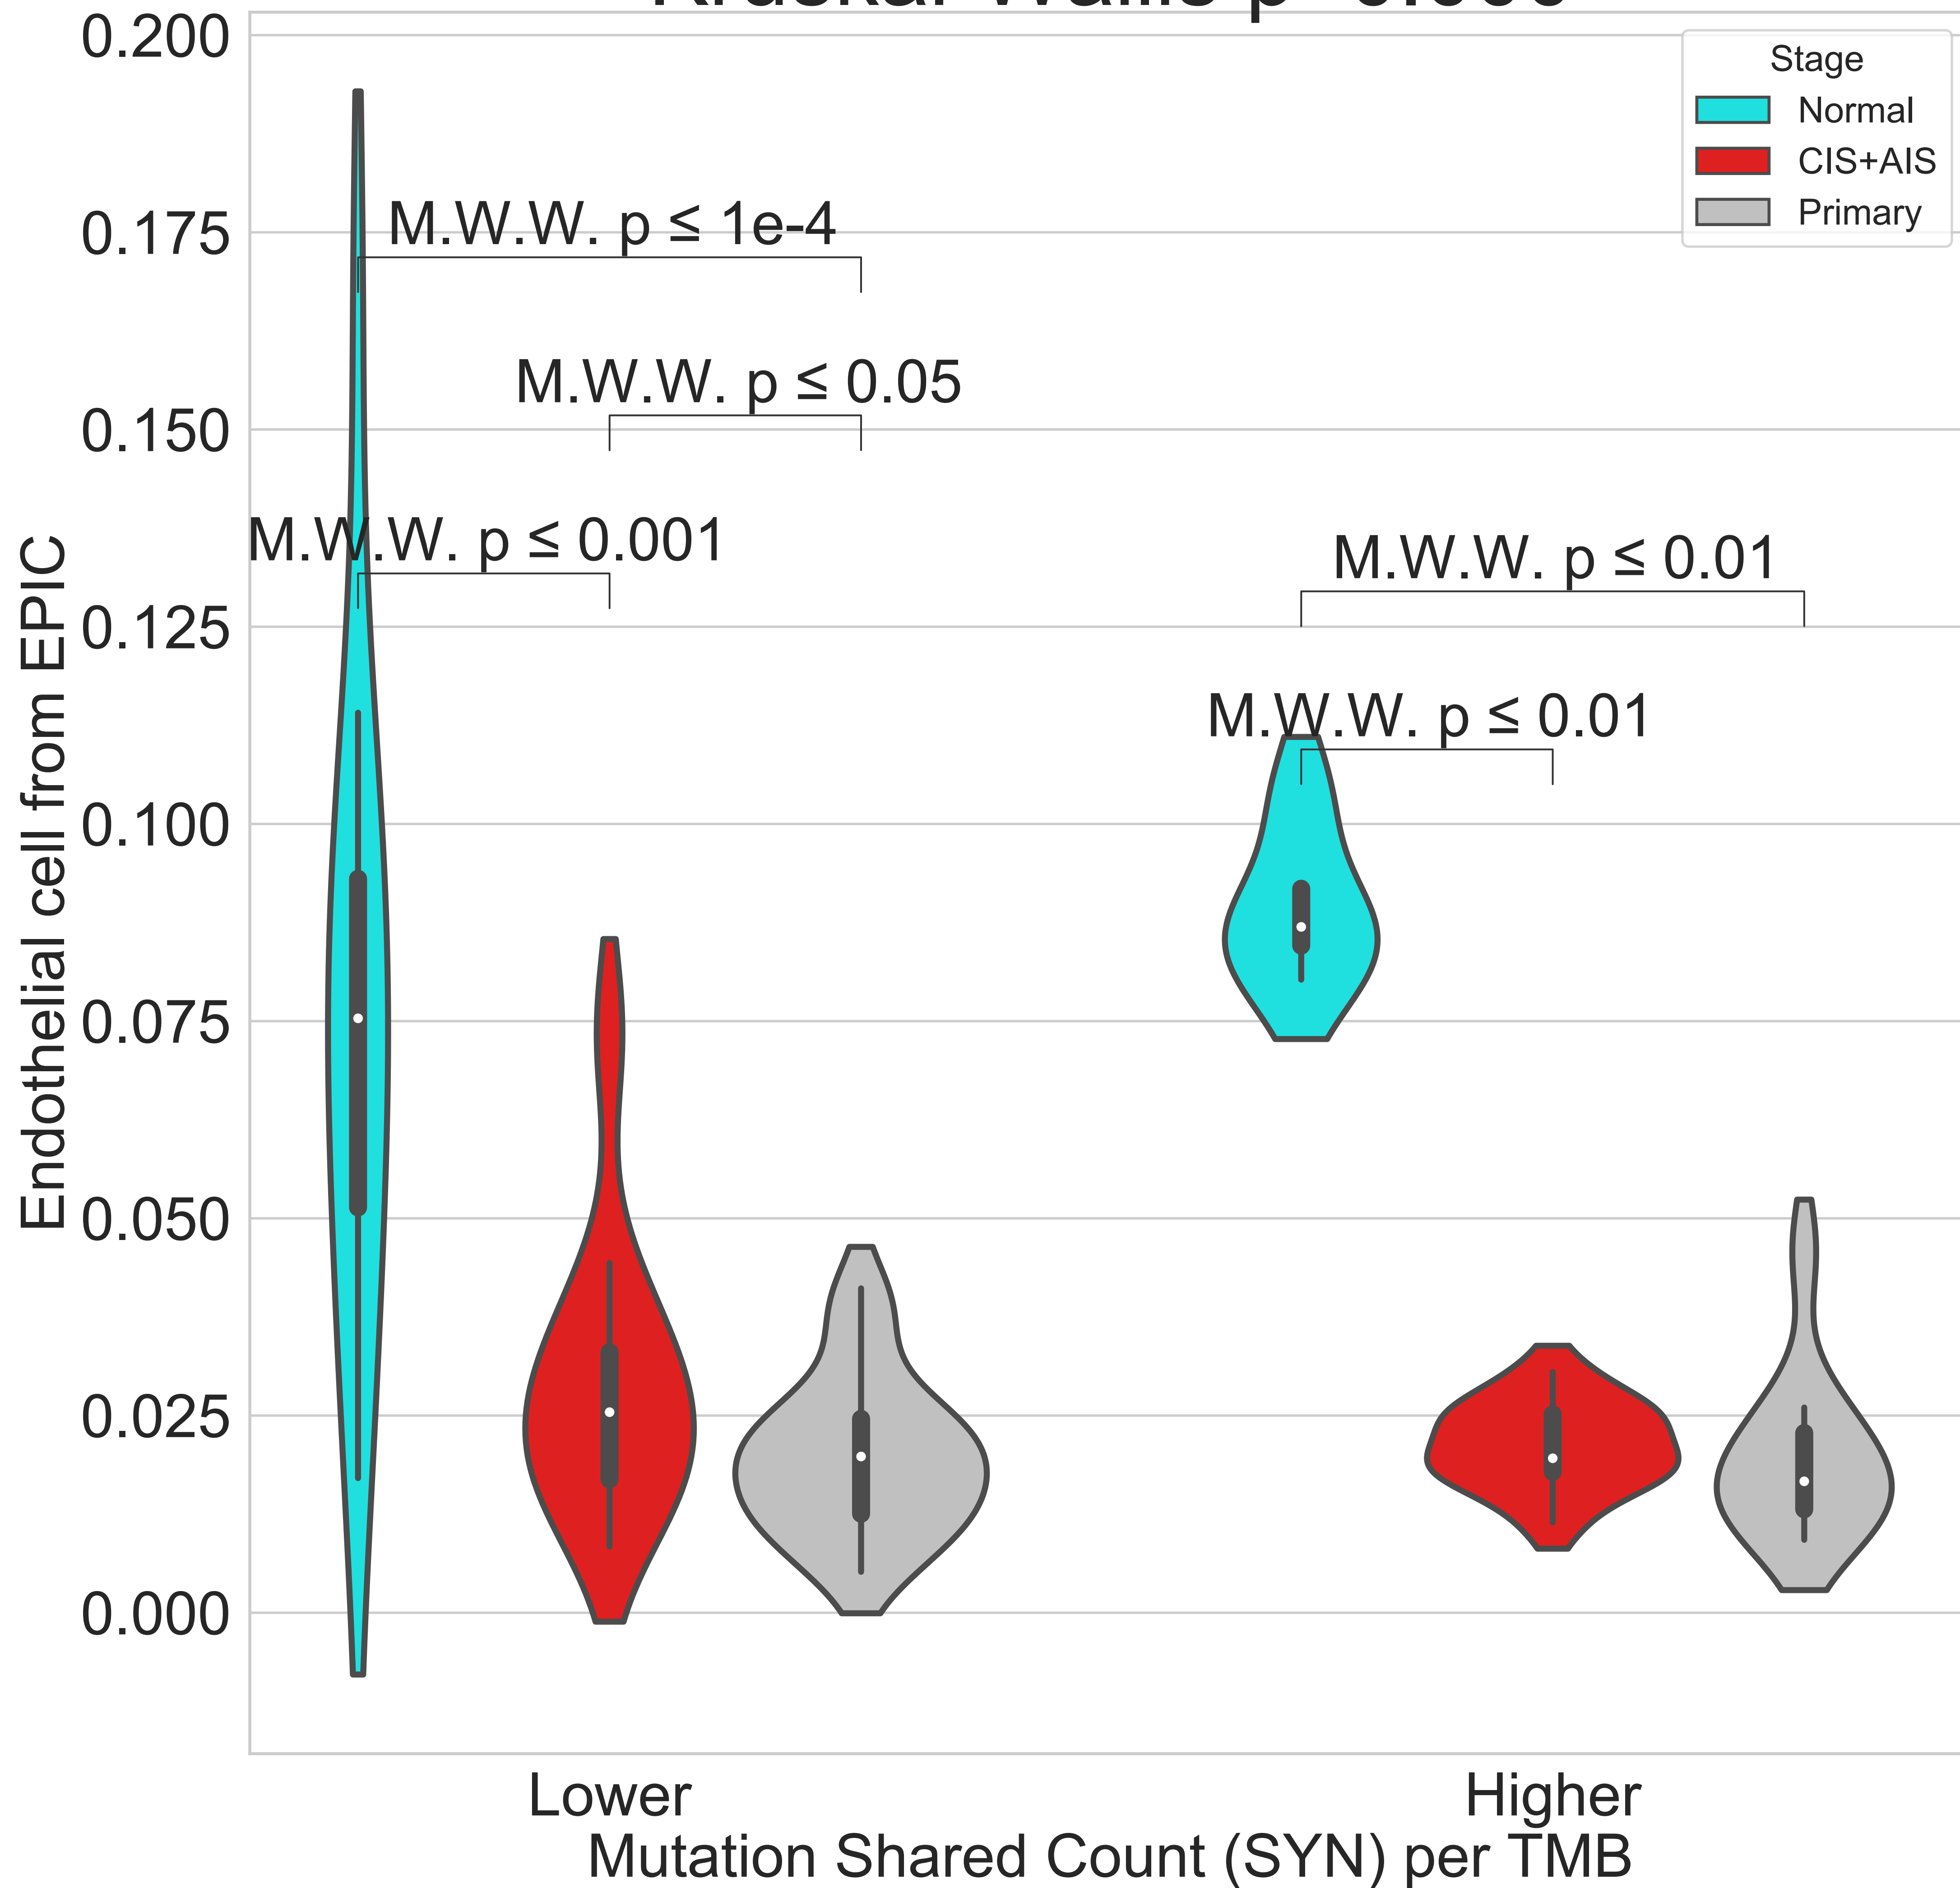 0.200
0.175
0.150
0.125
0.100
0.075
0.050
0.025
0.000
Endothelial cell from EPIC
Stage
Normal
CIS+AIS
Primary
M.W.W. p ≤ 1e-4
M.W.W. p ≤ 0.05
M.W.W. p ≤ 0.001
M.W.W. p ≤ 0.01
M.W.W. p ≤ 0.01
Lower
Higher
Mutation Shared Count (SYN) per TMB